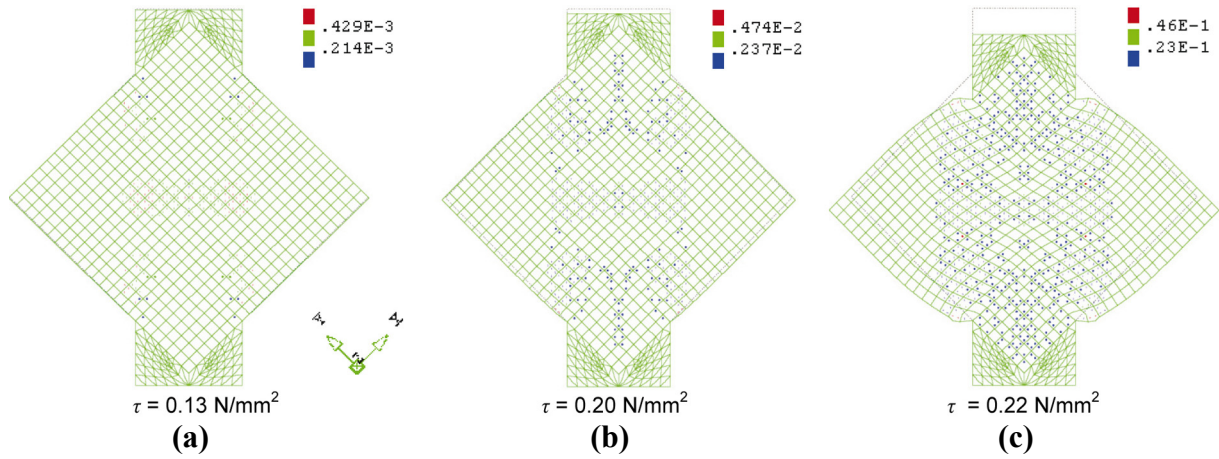 .429E-3
.214E-3
.474E-2
.237E-2
.46E-1
.23E-1
τ = 0.13 N/mm²
τ = 0.20 N/mm²
τ = 0.22 N/mm²
(a)
(b)
(c)